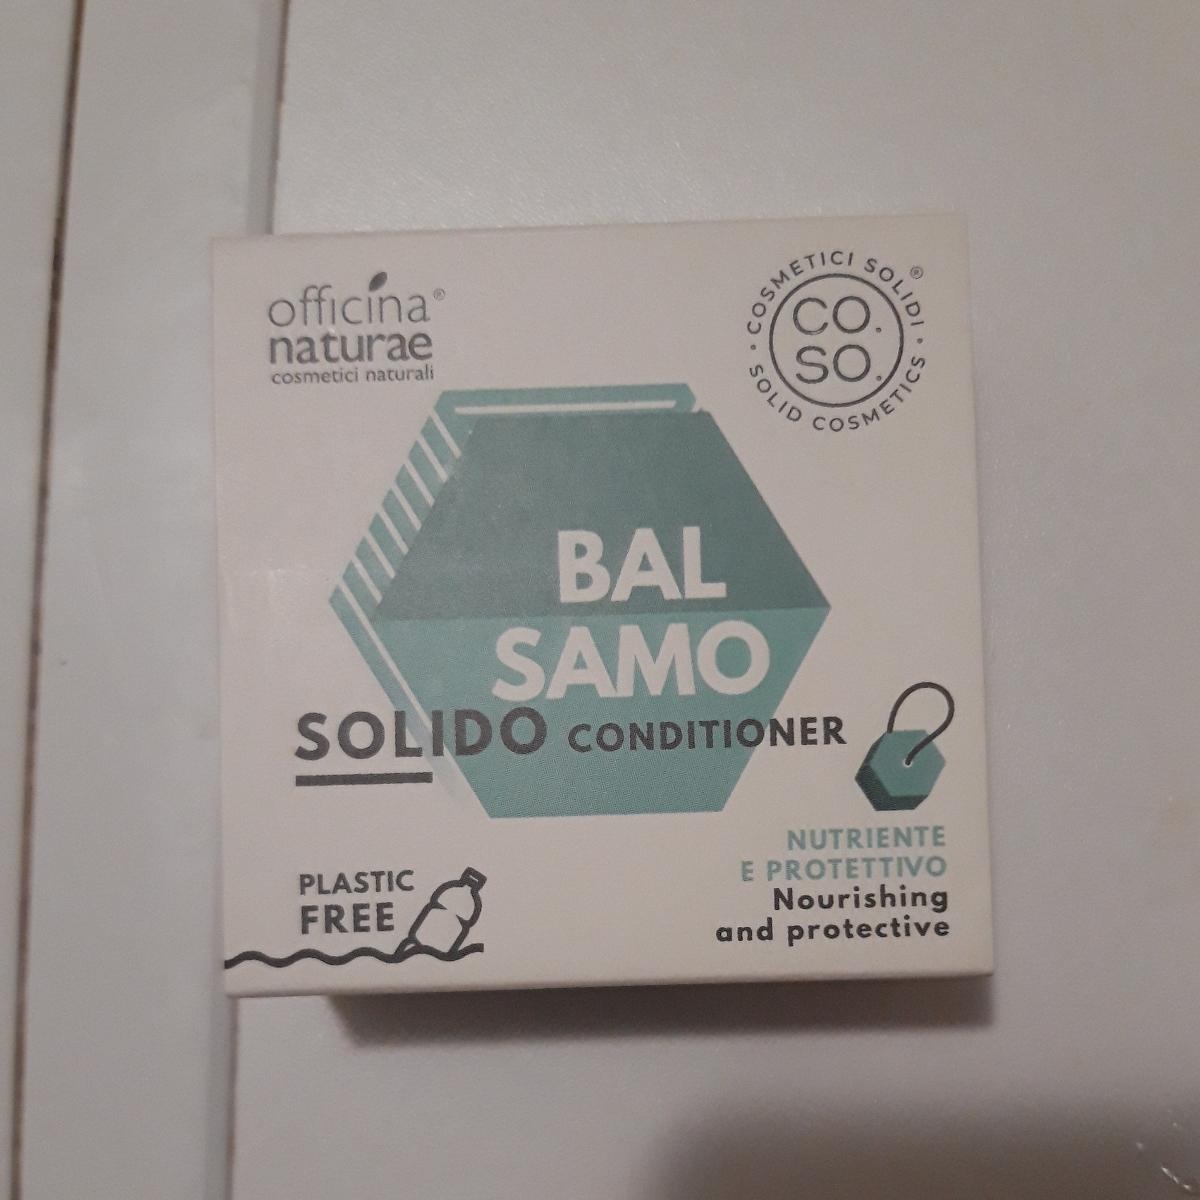 officina®
naturae
cosmetici naturali
· COSMETICI SOLIDI® ·
SOLID COSMETICS
CO.
SO.
BAL
SAMO
SOLIDO CONDITIONER
NUTRIENTE
E PROTETTIVO
Nourishing
and protective
PLASTIC
FREE